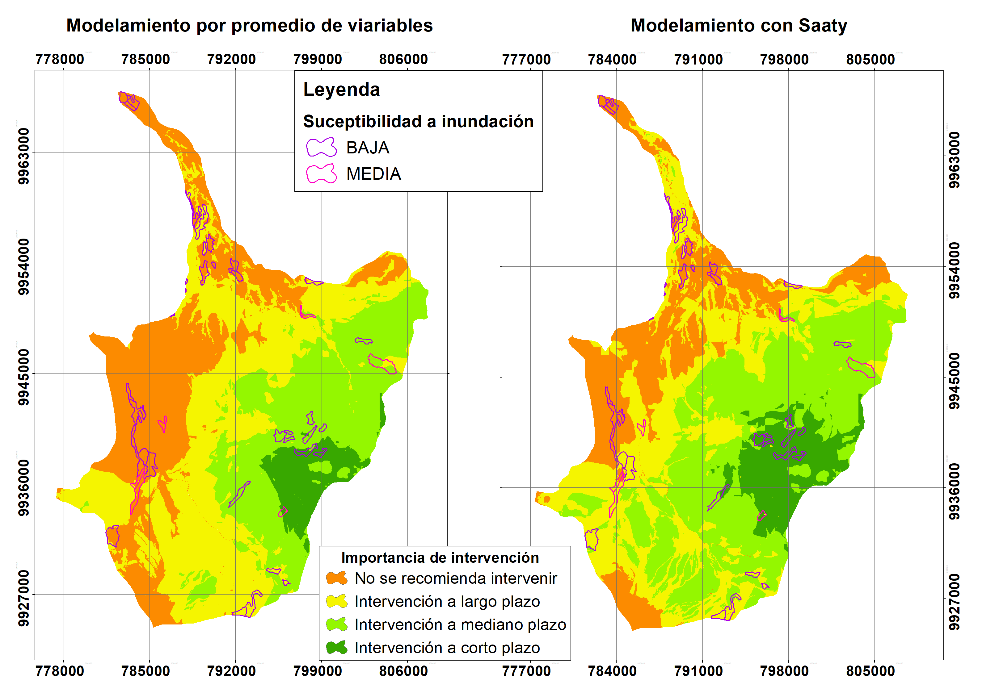 Modelamiento por promedio de viariables
Modelamiento con Saaty
778000 785000 792000 799000 806000
777000 784000 791000 798000 805000
Leyenda
Suceptibilidad a inundación
BAJA
MEDIA
9963000
9954000
9945000
9936000
9927000
9963000
9954000
9945000
9936000
9927000
Importancia de intervención
No se recomienda intervenir
Intervención a largo plazo
Intervención a mediano plazo
Intervención a corto plazo
778000 785000 792000 799000 806000
777000 784000 791000 798000 805000